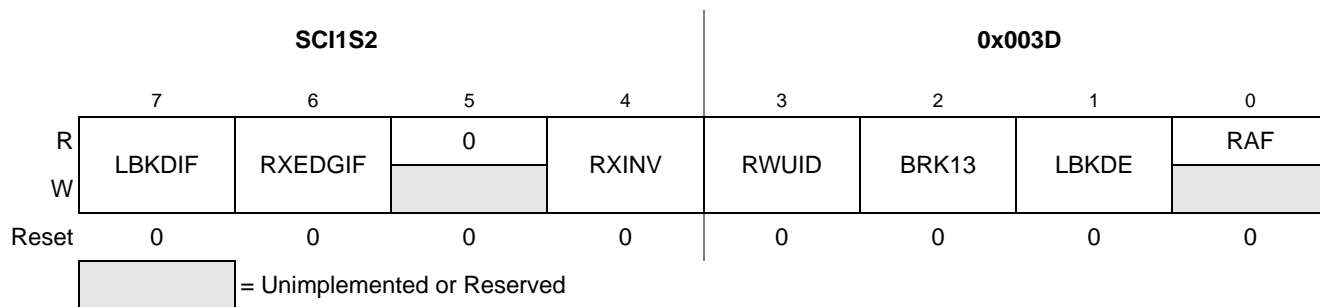 SCI1S2 0x003D
7 6 5 4 3 2 1 0
R LBKDIF RXEDGIF 0 RXINV RWUID BRK13 LBKDE RAF
W
Reset 0 0 0 0 0 0 0 0
= Unimplemented or Reserved